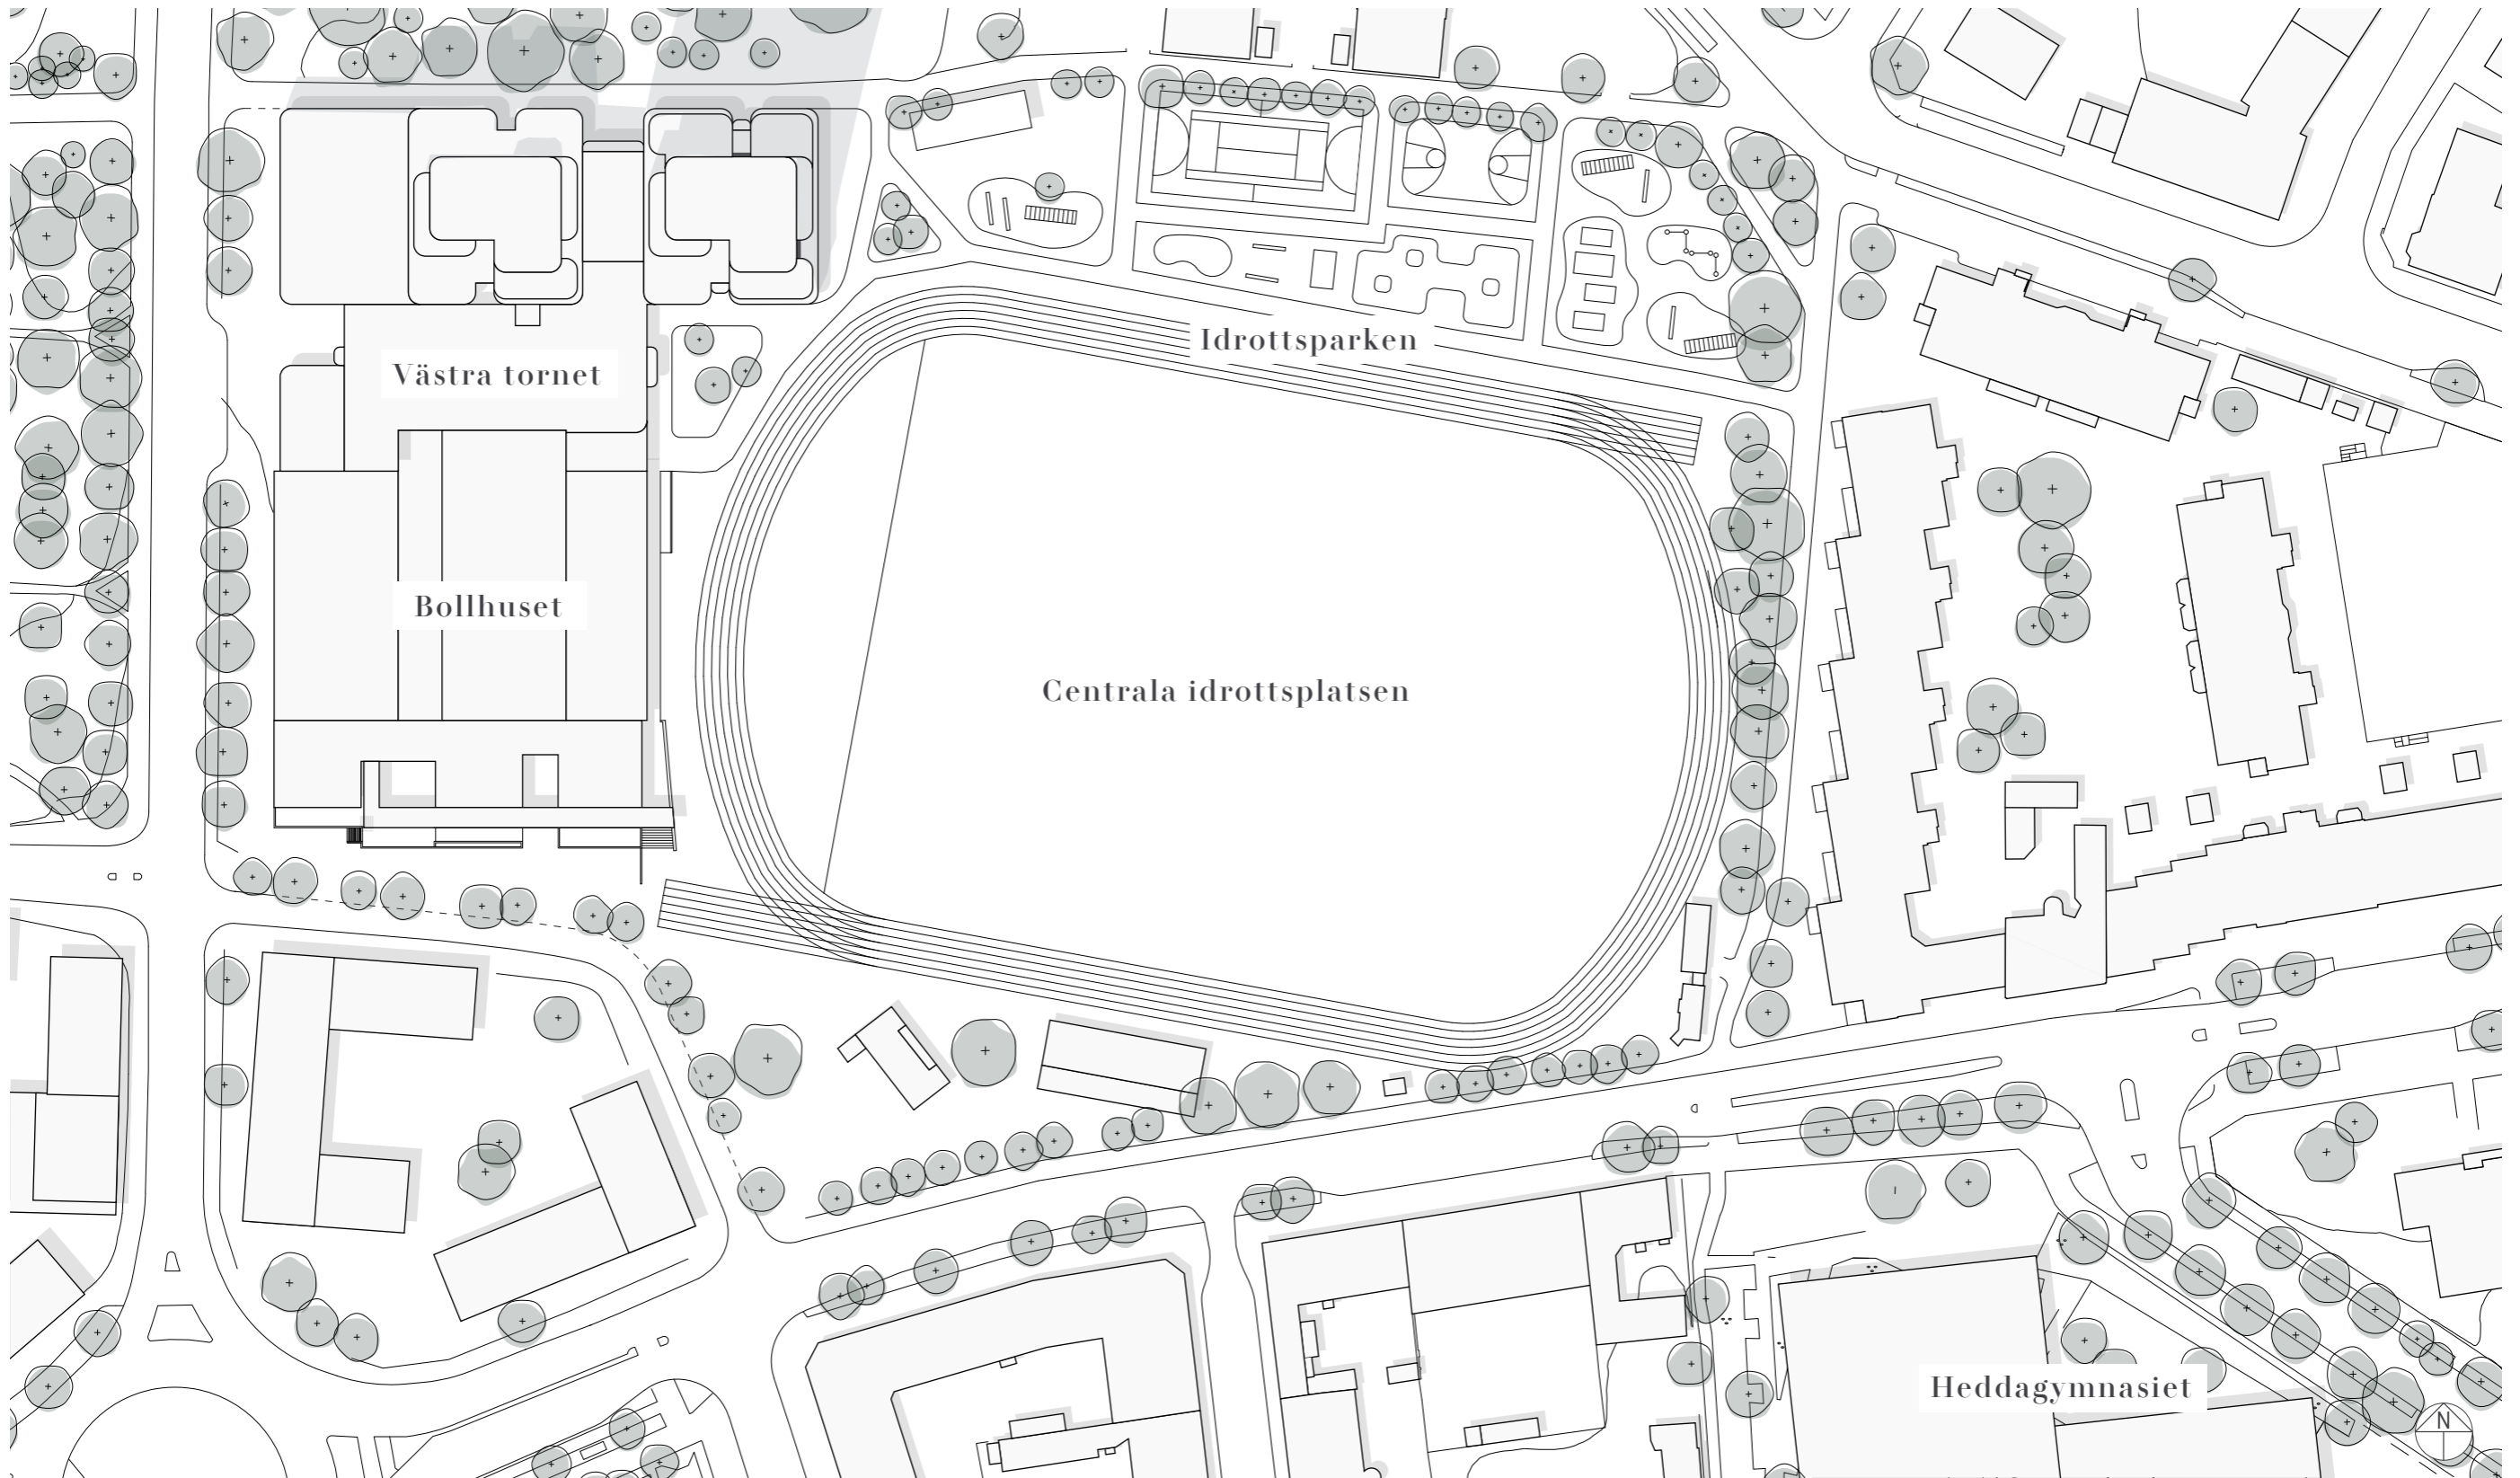 Idrottsparken
Västra tornet
Bollhuset
Centrala idrottsplatsen
Heddagymnasiet
N